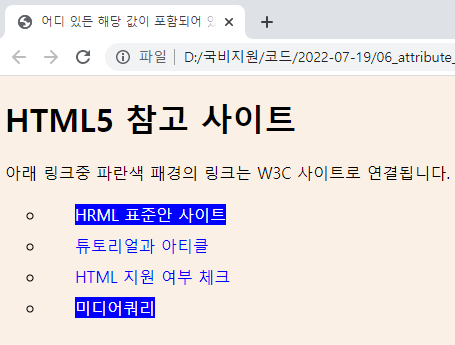 어디 있든 해당 값이 포함되어 있
파일 D:/국비지원/코드/2022-07-19/06_attribute_
HTML5 참고 사이트
아래 링크중 파란색 패경의 링크는 W3C 사이트로 연결됩니다.
HRML 표준안 사이트
튜토리얼과 아티클
HTML 지원 여부 체크
미디어쿼리